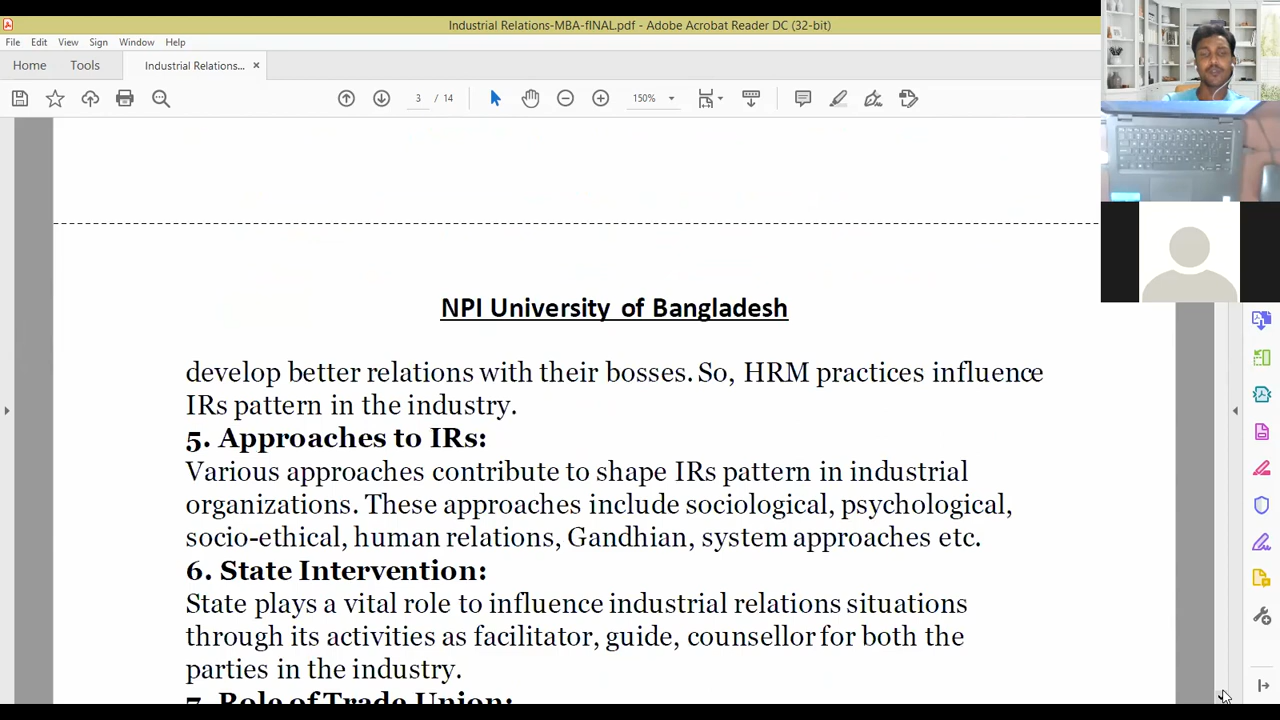 Industrial Relations-MBA-fINAL.pdf - Adobe Acrobat Reader DC (32-bit)
File Edit View Sign Window Help
Home Tools Industrial Relations... ×
3 / 14 150%
NPI University of Bangladesh
develop better relations with their bosses. So, HRM practices influence
IRs pattern in the industry.
5. Approaches to IRs:
Various approaches contribute to shape IRs pattern in industrial
organizations. These approaches include sociological, psychological,
socio-ethical, human relations, Gandhian, system approaches etc.
6. State Intervention:
State plays a vital role to influence industrial relations situations
through its activities as facilitator, guide, counsellor for both the
parties in the industry.
7. Role of Trade Union: